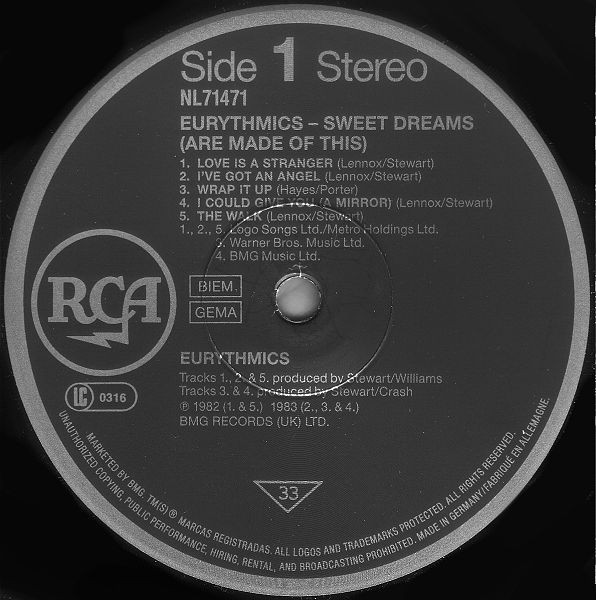 Side 1 Stereo
NL71471
EURYTHMICS – SWEET DREAMS
(ARE MADE OF THIS)
1. LOVE IS A STRANGER (Lennox/Stewart)
2. I'VE GOT AN ANGEL (Lennox/Stewart)
3. WRAP IT UP (Hayes/Porter)
4. I COULD GIVE YOU (A MIRROR) (Lennox/Stewart)
5. THE WALK (Lennox/Stewart)
1., 2., 5. Logo Songs Ltd./Metro Holdings Ltd.
3. Warner Bros. Music Ltd.
4. BMG Music Ltd.
RCA
BIEM
GEMA
EURYTHMICS
Tracks 1., 2. & 5. produced by Stewart/Williams
Tracks 3. & 4. produced by Stewart/Crash
℗ 1982 (1. & 5.) 1983 (2., 3. & 4.)
BMG RECORDS (UK) LTD.
LC 0316
33
MARKETED BY BMG. TM(S) ® MARCAS REGISTRADAS. ALL LOGOS AND TRADEMARKS PROTECTED. ALL RIGHTS RESERVED.
UNAUTHORIZED COPYING, PUBLIC PERFORMANCE, HIRING, RENTAL, AND BROADCASTING PROHIBITED. MADE IN GERMANY/FABRIQUÉ EN ALLEMAGNE.